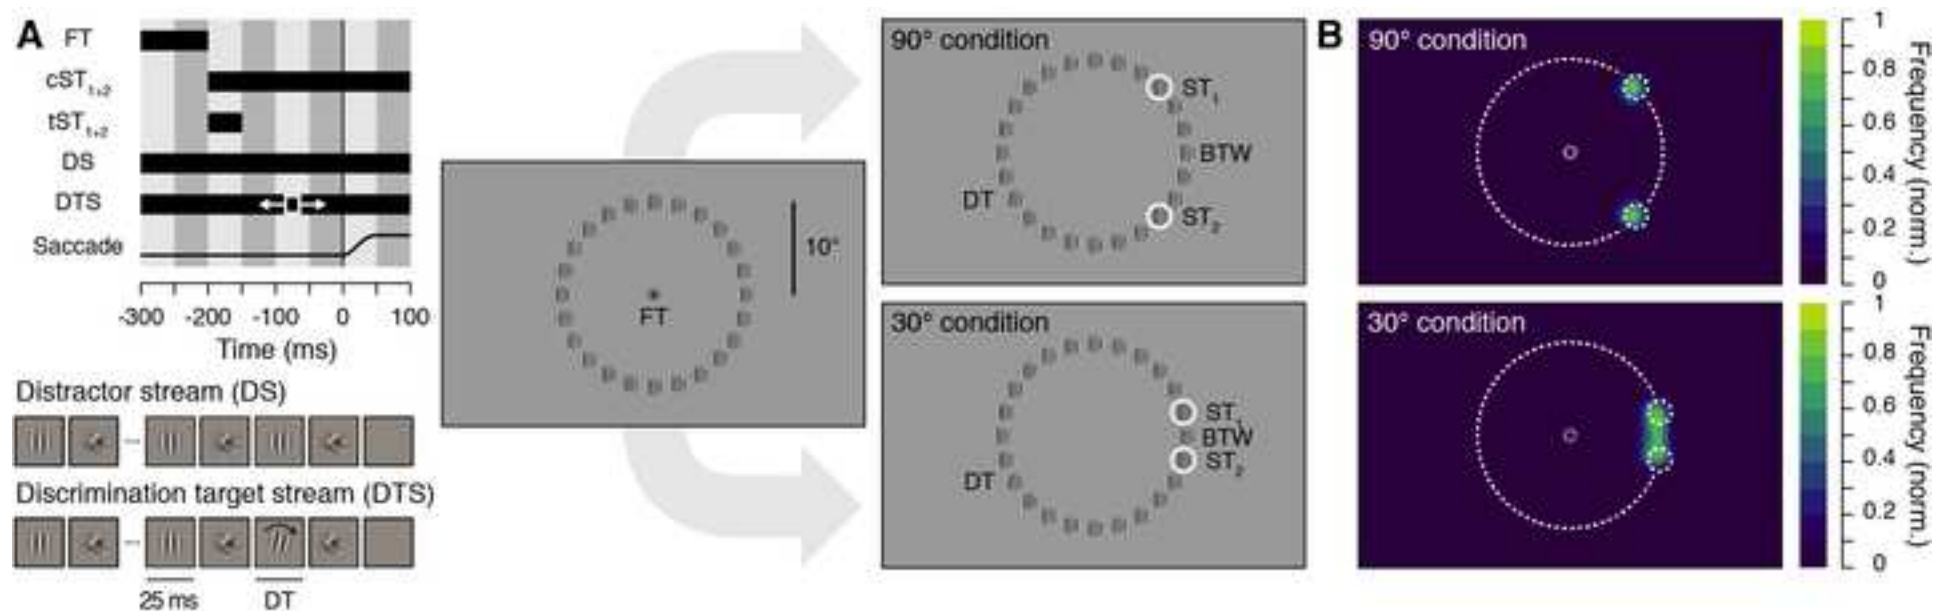 A
FT
cST1+2
tST1+2
DS
DTS
Saccade
-300 -200 -100 0 100
Time (ms)
Distractor stream (DS)
...
Discrimination target stream (DTS)
...
25 ms DT
FT
10°
90° condition
ST1
BTW
DT
ST2
30° condition
ST1
BTW
ST2
DT
B
90° condition
1
0.8
0.6
0.4
0.2
0
Frequency (norm.)
30° condition
1
0.8
0.6
0.4
0.2
0
Frequency (norm.)